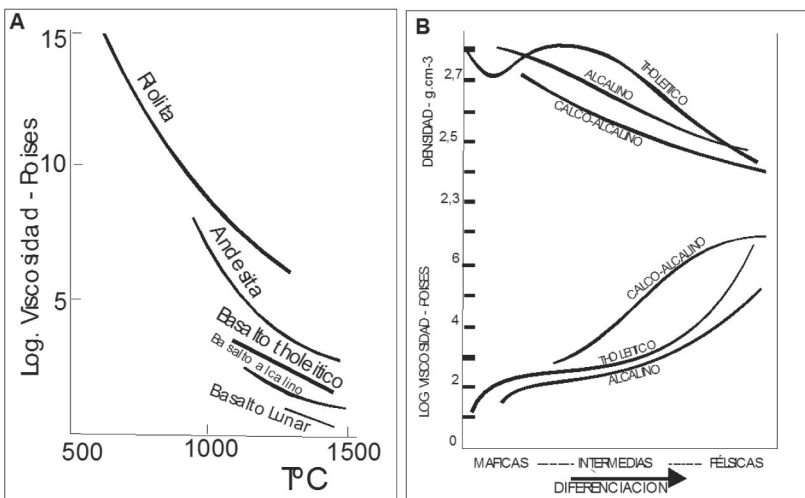 A
15
10
5
Log. Viscosidad - Poises
Riolita
Andesita
Basalto tholeitico
Basalto alcalino
Basalto Lunar
500
1000
1500
TºC
B
DENSIDAD - g.cm-3
2,7
2,5
2,3
THOLEITICO
ALCALINO
CALCO-ALCALINO
LOG VISCOSIDAD - POISES
6
4
2
0
CALCO-ALCALINO
THOLEITICO
ALCALINO
MAFICAS ---- INTERMEDIAS ----- FÉLSICAS
DIFERENCIACION